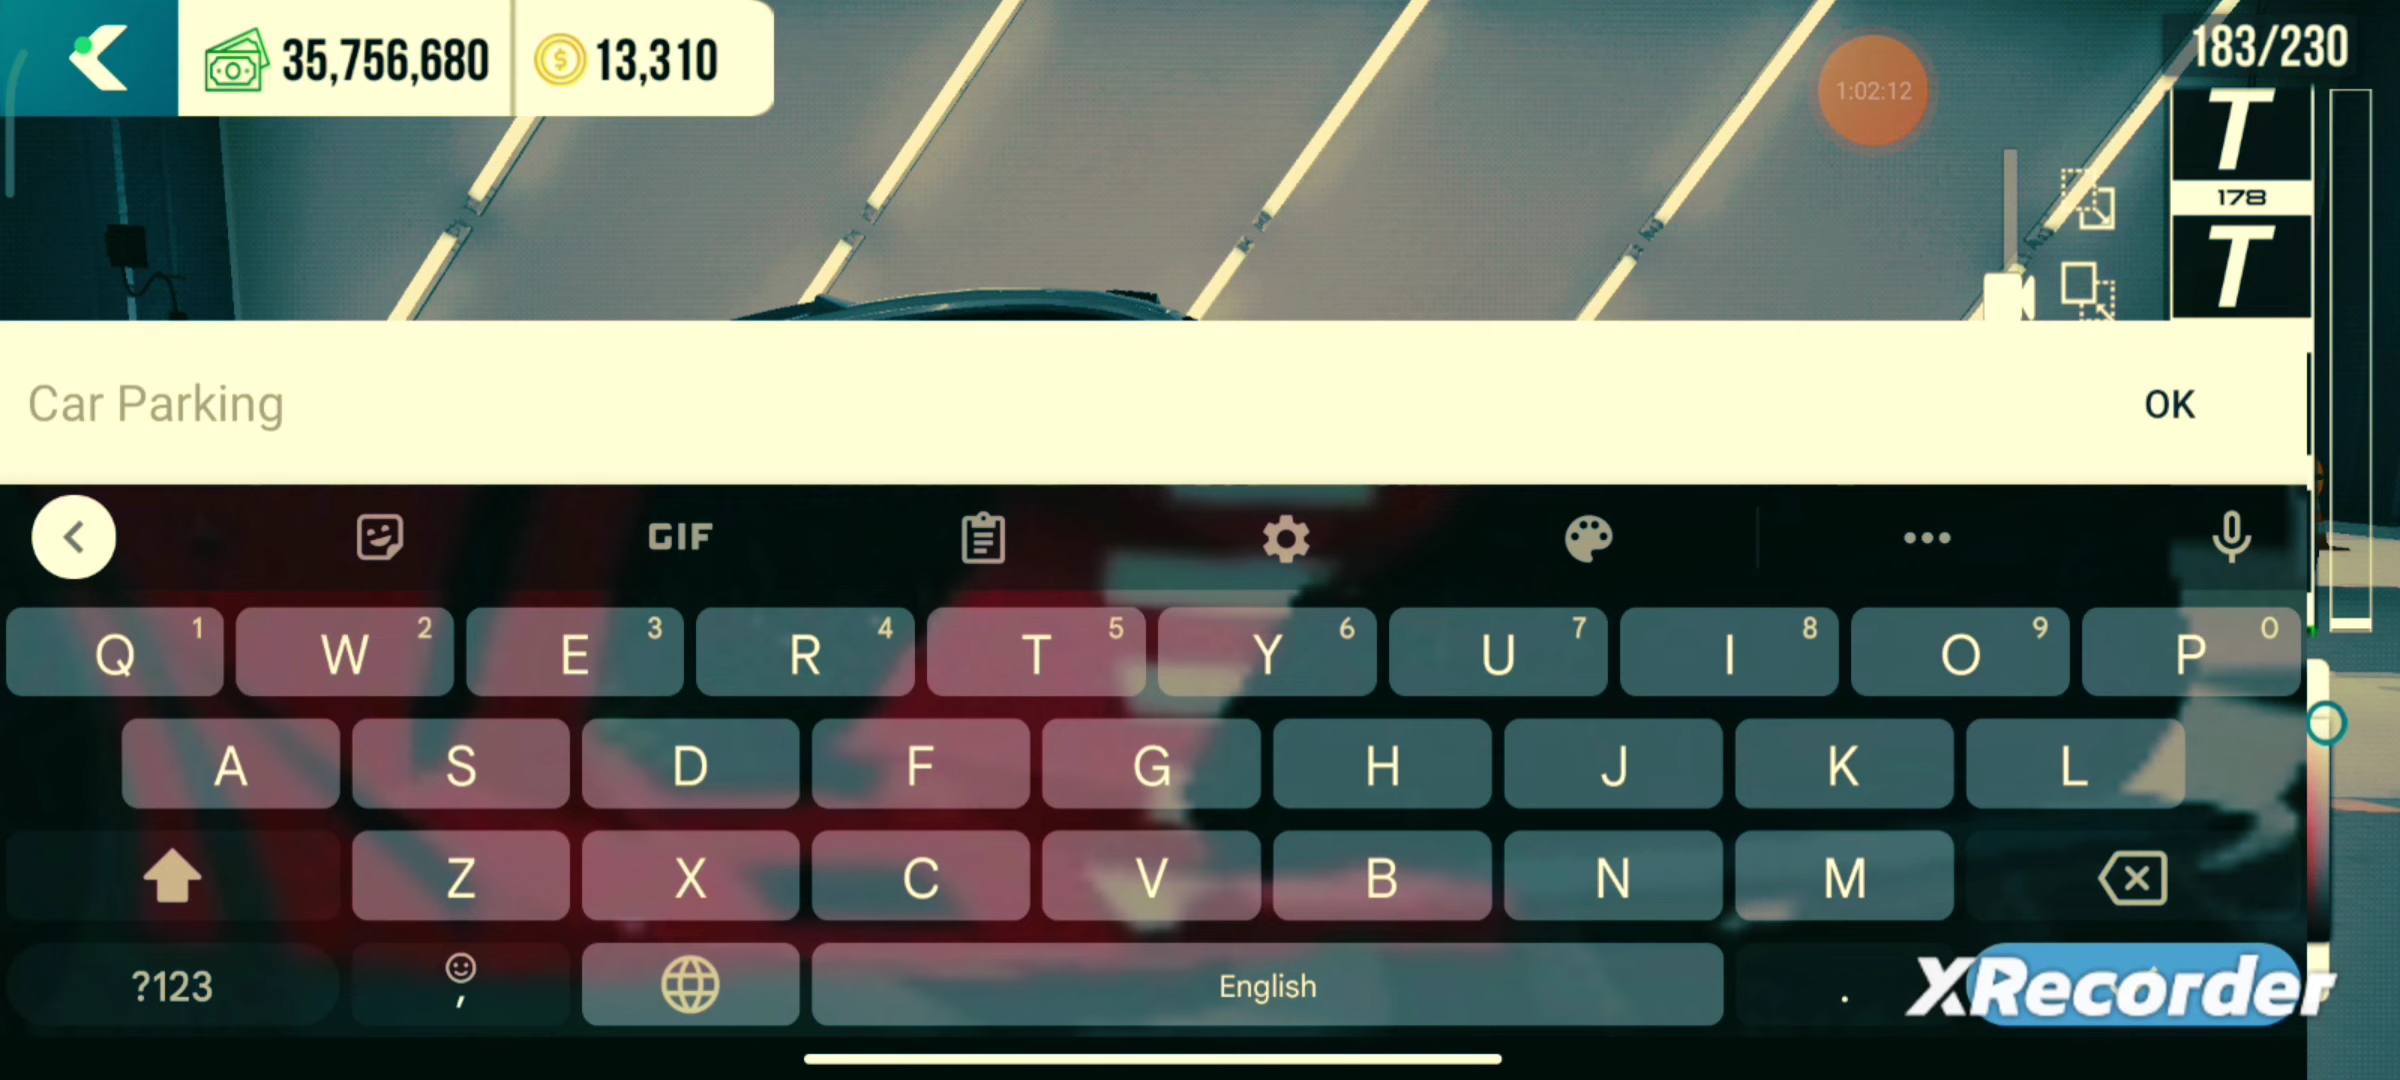 35,756,680 13,310
1:02:12
183/230
T
178
T
Car Parking
OK
GIF
Q 1 W 2 E 3 R 4 T 5 Y 6 U 7 I 8 O 9 P 0
A S D F G H J K L
Z X C V B N M
?123 , English .
XRecorder